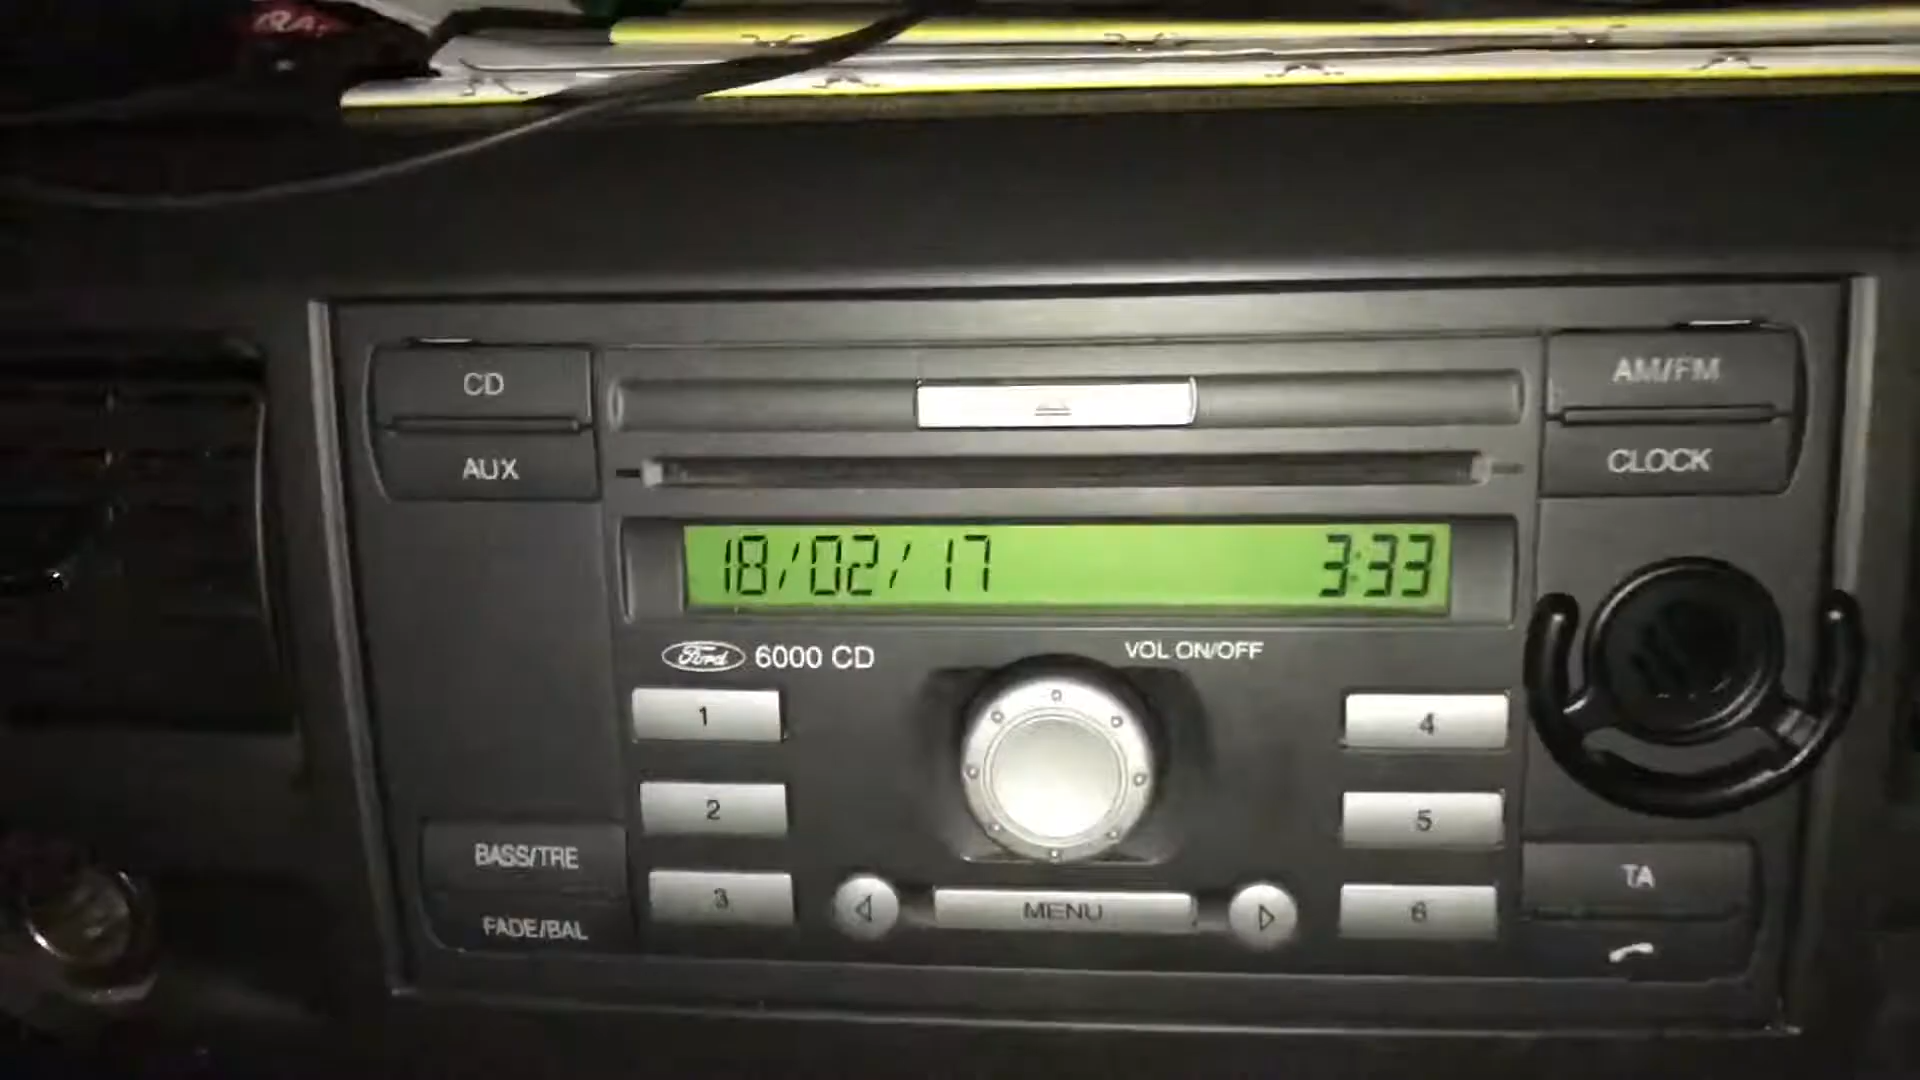 CD
AM/FM
AUX
CLOCK
18/02/17 3:33
Ford 6000 CD
VOL ON/OFF
1
4
2
5
BASS/TRE
TA
3
MENU
6
FADE/BAL